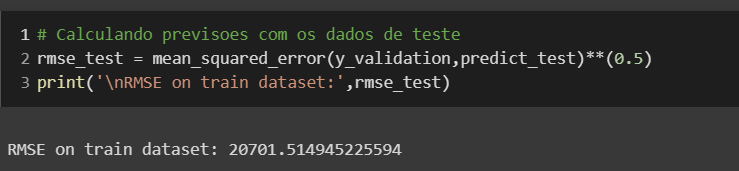 1 # Calculando previsoes com os dados de teste
2 rmse_test = mean_squared_error(y_validation,predict_test)**(0.5)
3 print('\nRMSE on train dataset:',rmse_test)
RMSE on train dataset: 20701.514945225594